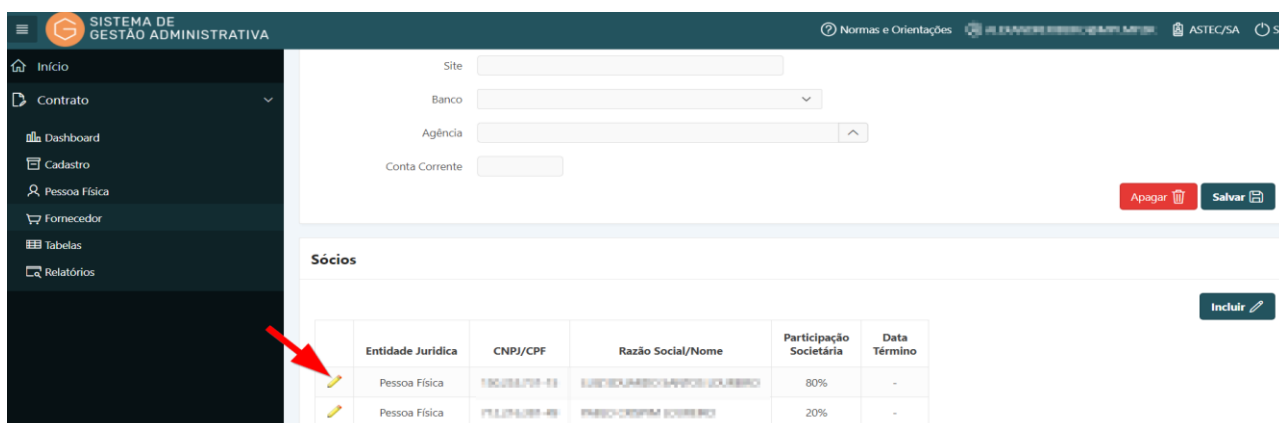 SISTEMA DE
GESTÃO ADMINISTRATIVA
Normas e Orientações
ASTEC/SA
S
Início
Contrato
Dashboard
Cadastro
Pessoa Física
Fornecedor
Tabelas
Relatórios
Site
Banco
Agência
Conta Corrente
Apagar
Salvar
Sócios
Incluir
Entidade Juridica CNPJ/CPF Razão Social/Nome Participação Societária Data Término
Pessoa Física 80% -
Pessoa Física 20% -